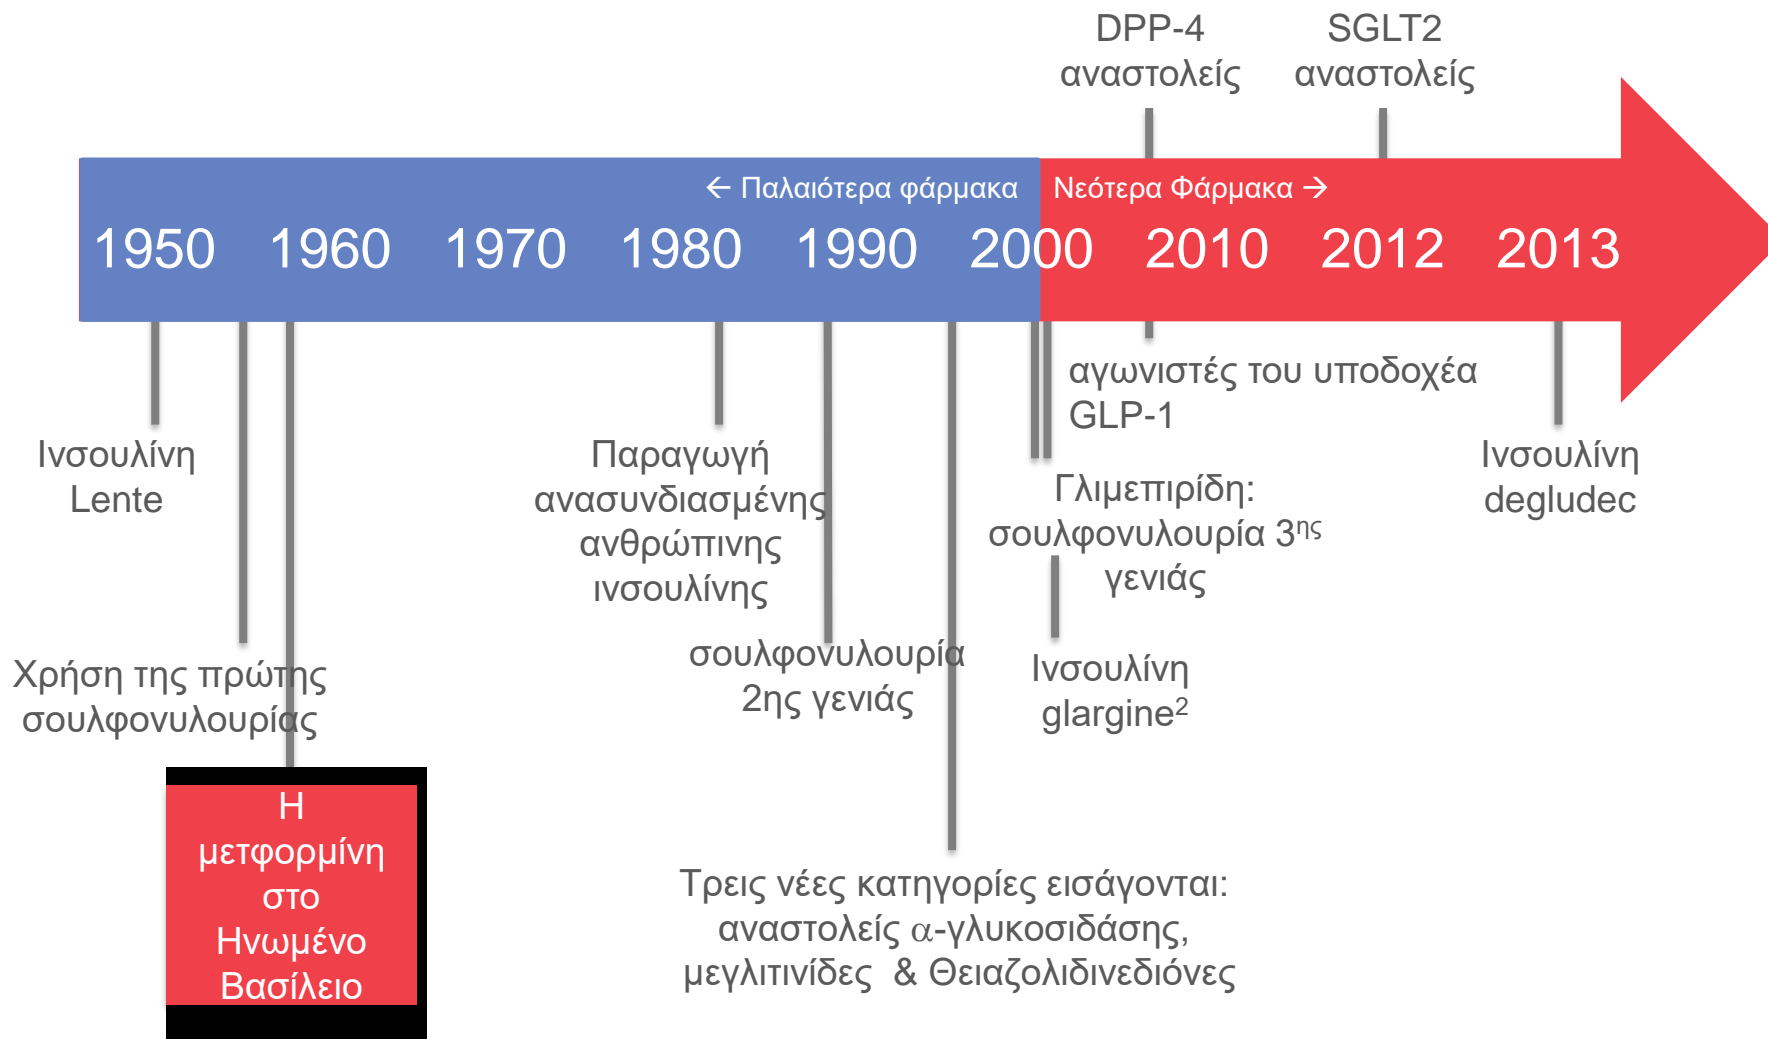 DPP-4
αναστολείς
SGLT2
αναστολείς
← Παλαιότερα φάρμακα
Νεότερα Φάρμακα →
1950 1960 1970 1980 1990 2000 2010 2012 2013
αγωνιστές του υποδοχέα
GLP-1
Ινσουλίνη
Lente
Παραγωγή
ανασυνδιασμένης
ανθρώπινης
ινσουλίνης
Γλιμεπιρίδη:
σουλφονυλουρία 3ης
γενιάς
Ινσουλίνη
degludec
Χρήση της πρώτης
σουλφονυλουρίας
σουλφονυλουρία
2ης γενιάς
Ινσουλίνη
glargine2
Η
μετφορμίνη
στο
Ηνωμένο
Βασίλειο
Τρεις νέες κατηγορίες εισάγονται:
αναστολείς α-γλυκοσιδάσης,
μεγλιτινίδες & Θειαζολιδινεδιόνες